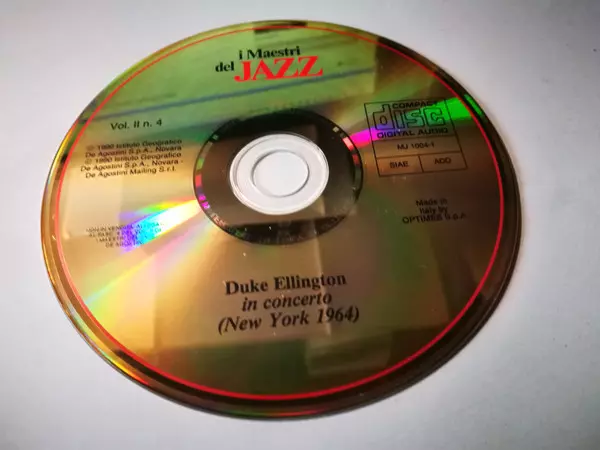 i Maestri
del JAZZ
Vol. II n. 4
© 1990 Istituto Geografico
De Agostini S.p.A., Novara
℗ 1990 Istituto Geografico
De Agostini S.p.A., Novara -
De Agostini Mailing S.r.l.
COMPACT
disc
DIGITAL AUDIO
MJ 1004-1
SIAE ADD
Made in
Italy by
OPTIMES S.p.A.
Duke Ellington
in concerto
(New York 1964)